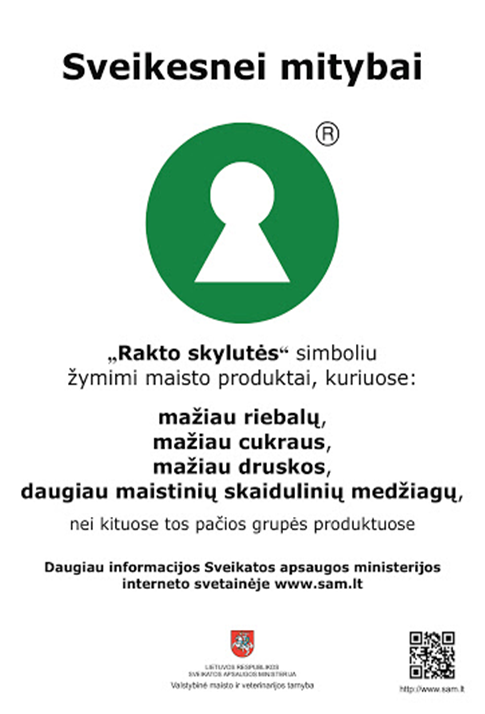 Sveikesnei mitybai
®
„Rakto skylutės“ simboliu
žymimi maisto produktai, kuriuose:
mažiau riebalų,
mažiau cukraus,
mažiau druskos,
daugiau maistinių skaidulinių medžiagų,
nei kituose tos pačios grupės produktuose
Daugiau informacijos Sveikatos apsaugos ministerijos
interneto svetainėje www.sam.lt
LIETUVOS RESPUBLIKOS
SVEIKATOS APSAUGOS MINISTERIJA
Valstybinė maisto ir veterinarijos tarnyba
http://www.sam.lt